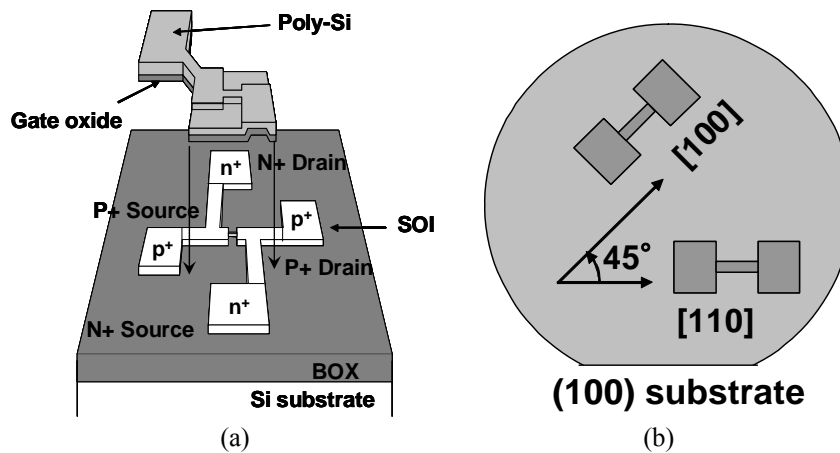 Poly-Si
Gate oxide
N+ Drain
n⁺
P+ Source
p⁺
SOI
p⁺
P+ Drain
n⁺
N+ Source
BOX
Si substrate
(a)
[100]
45°
[110]
(100) substrate
(b)